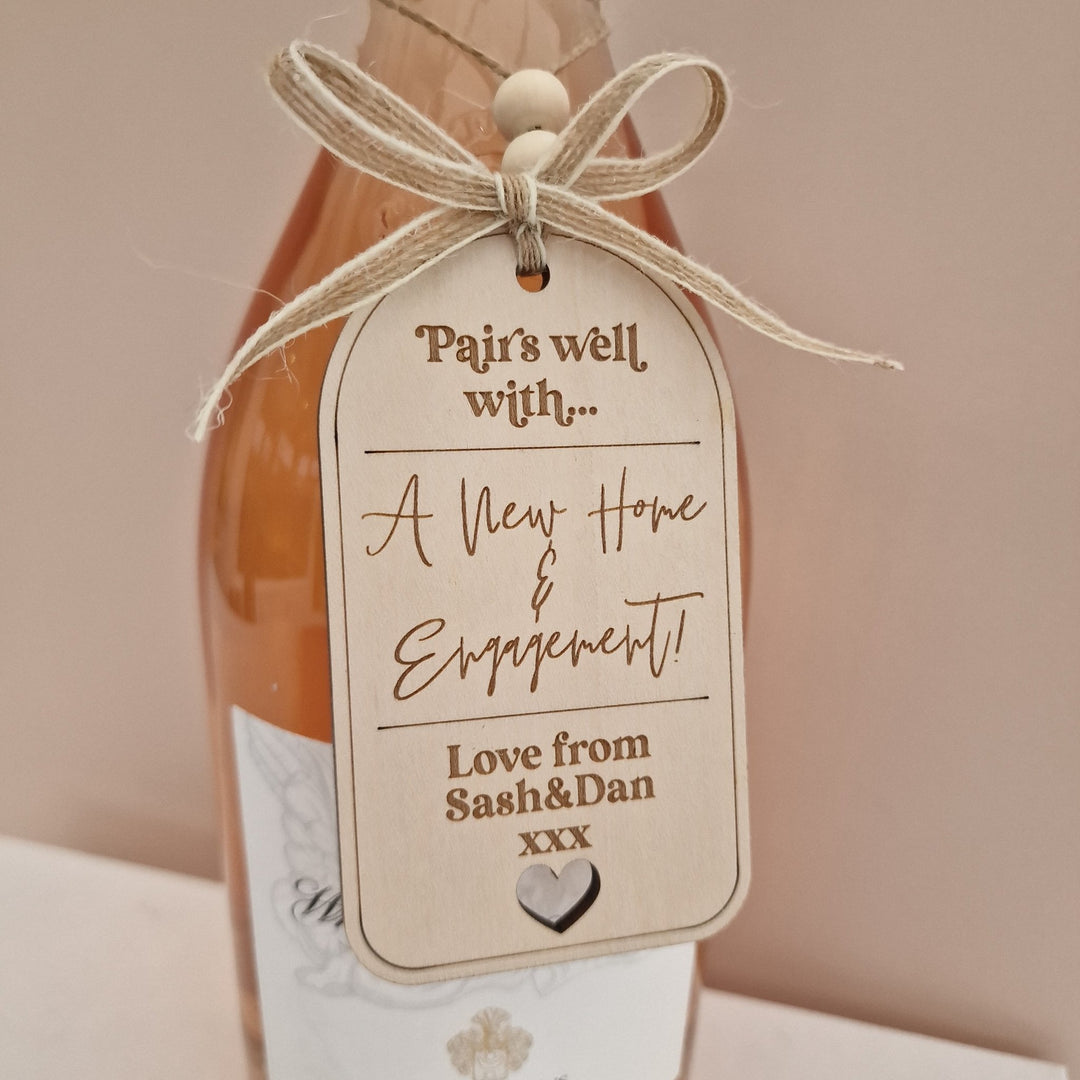 Pairs well
with...
A New Home
&
Engagement!
Love from
Sash&Dan
xxx